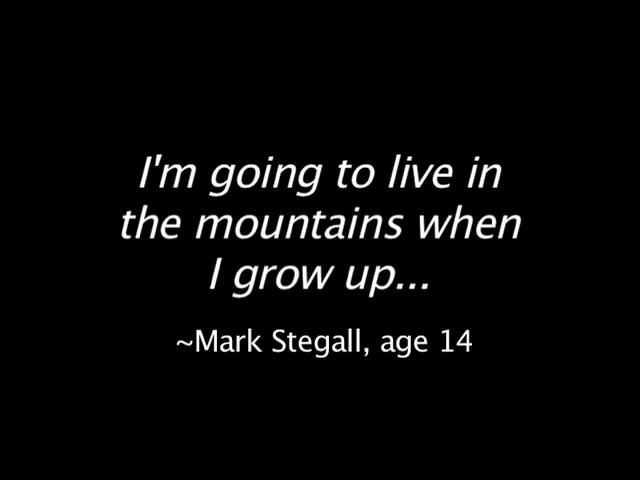 I'm going to live in
the mountains when
I grow up...
~Mark Stegall, age 14